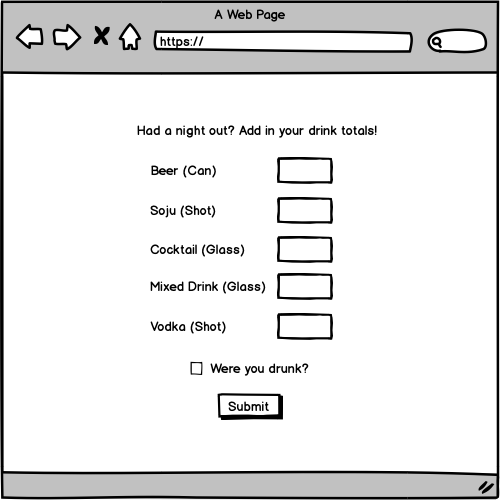 A Web Page
https://
Had a night out? Add in your drink totals!
Beer (Can)
Soju (Shot)
Cocktail (Glass)
Mixed Drink (Glass)
Vodka (Shot)
Were you drunk?
Submit